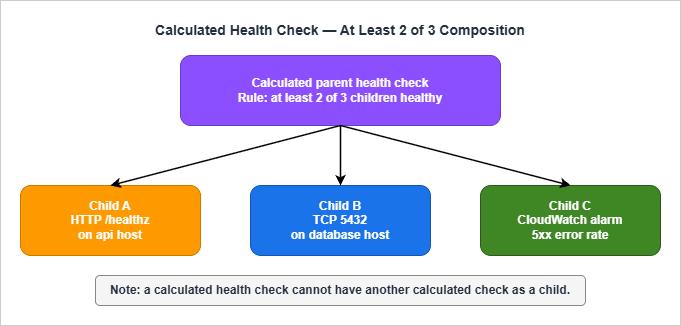 Calculated Health Check — At Least 2 of 3 Composition
Calculated parent health check
Rule: at least 2 of 3 children healthy
Child A
HTTP /healthz
on api host
Child B
TCP 5432
on database host
Child C
CloudWatch alarm
5xx error rate
Note: a calculated health check cannot have another calculated check as a child.